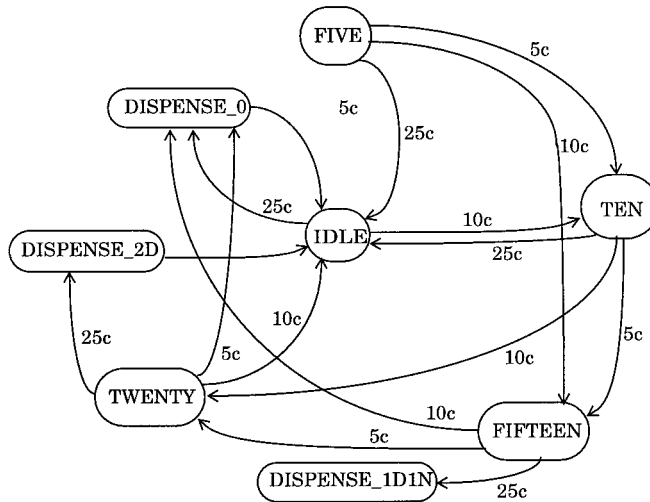 FIVE
5c
DISPENSE_0
5c
25c
10c
25c
10c
TEN
IDLE
25c
DISPENSE_2D
10c
25c
5c
10c
5c
TWENTY
10c
FIFTEEN
5c
DISPENSE_1D1N
25c